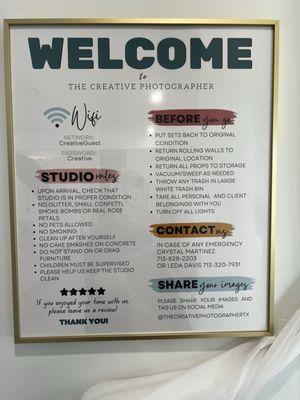 WELCOME
to
THE CREATIVE PHOTOGRAPHER
Wifi
NETWORK:
CreativeGuest
PASSWORD:
Creative
STUDIO rules
UPON ARRIVAL, CHECK THAT
STUDIO IS IN PROPER CONDITION
NO GLITTER, SMALL CONFETTI,
SMOKE BOMBS OR REAL ROSE
PETALS
NO PETS ALLOWED
NO SMOKING
CLEAN UP AFTER YOURSELF
NO CAKE SMASHES ON CONCRETE
DO NOT STAND ON OR DRAG
FURNITURE
CHILDREN MUST BE SUPERVISED
PLEASE HELP US KEEP THE STUDIO
CLEAN
If you enjoyed your time with us,
please leave us a review!
THANK YOU!
BEFORE you go
PUT SETS BACK TO ORIGINAL
CONDITION
RETURN ROLLING WALLS TO
ORIGINAL LOCATION
RETURN ALL PROPS TO STORAGE
VACUUM/SWEEP AS NEEDED
THROW ANY TRASH IN LARGE
WHITE TRASH BIN
TAKE ALL PERSONAL AND CLIENT
BELONGINGS WITH YOU
TURN OFF ALL LIGHTS
CONTACT us
IN CASE OF ANY EMERGENCY
CRYSTAL MARTINEZ
713-828-2203
OR LEDA DAVIS 713-320-7931
SHARE your images
PLEASE SHARE YOUR IMAGES AND
TAG US ON SOCIAL MEDIA
@THECREATIVEPHOTOGRAPHERTX